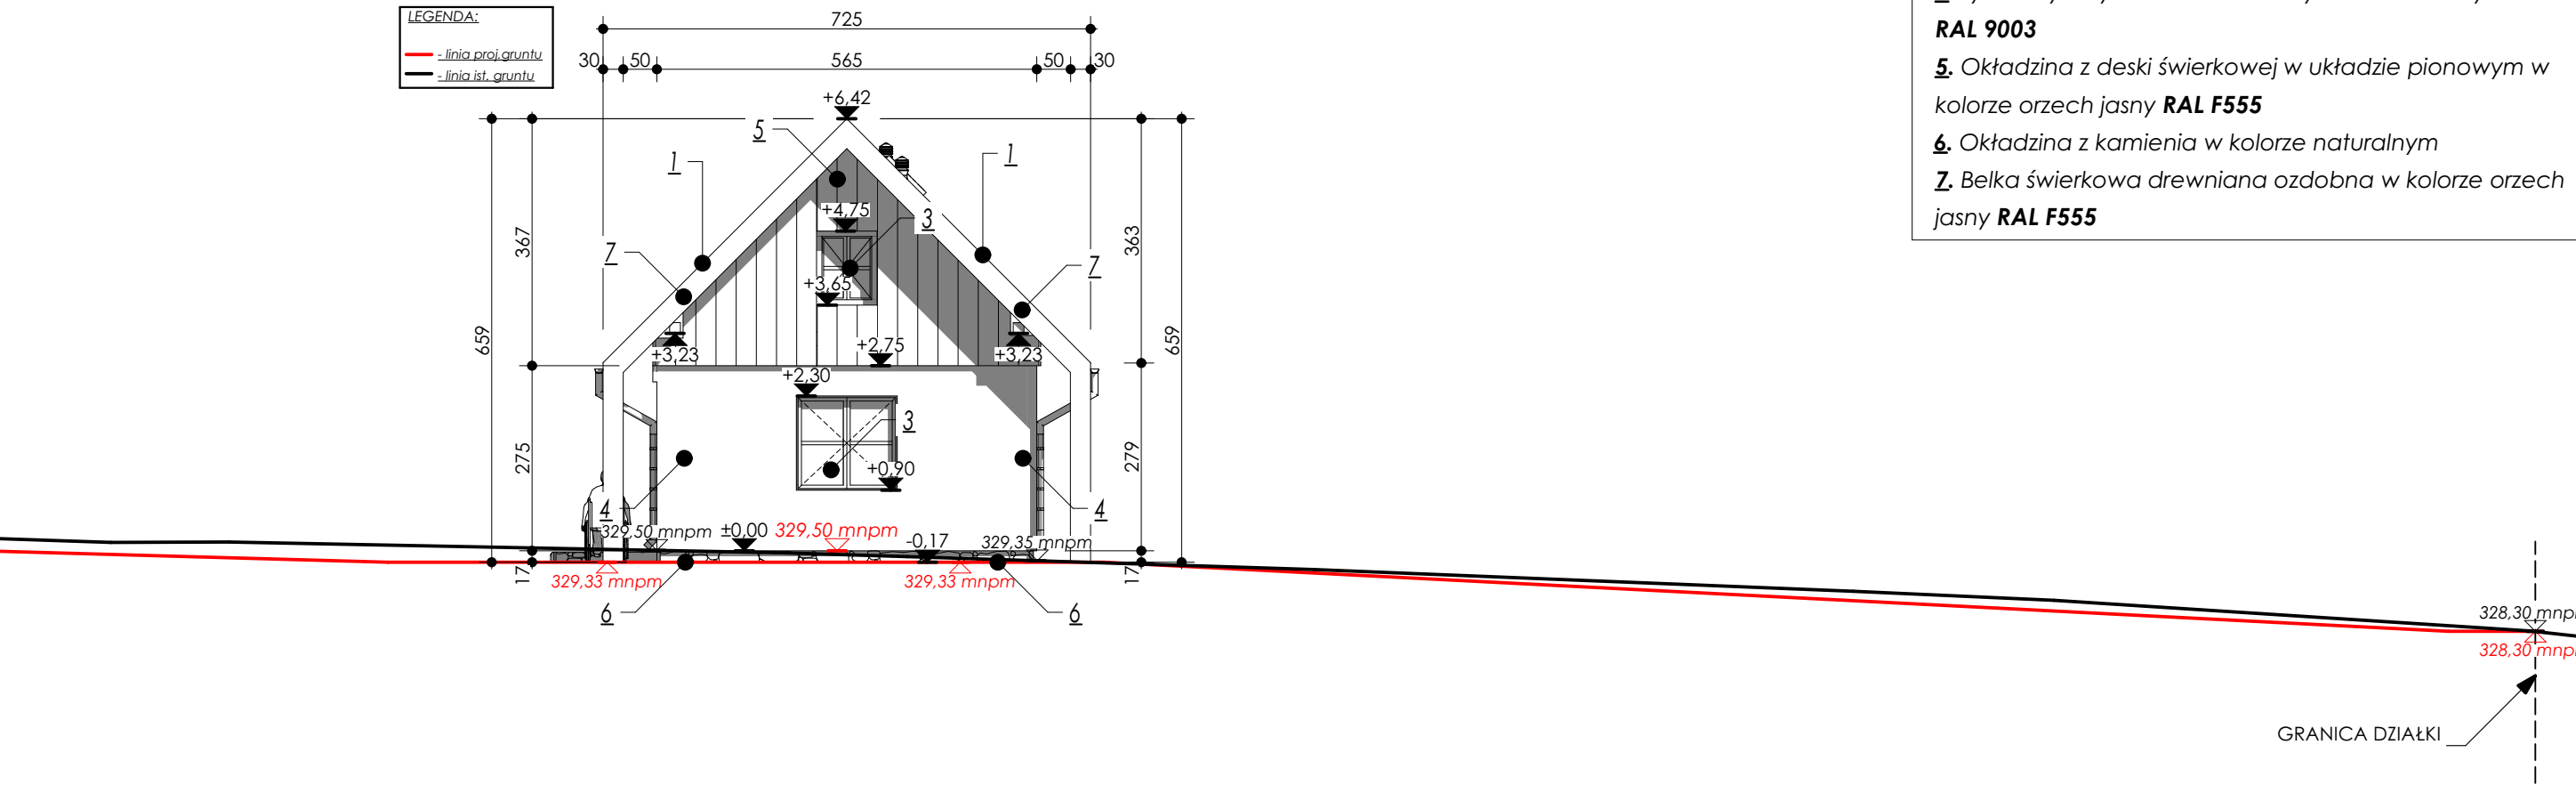 LEGENDA:
- linia proj.gruntu
- linia ist. gruntu
725
30
50
565
50
30
+6,42
5
1
1
+4,75
3
367
363
7
7
+3,65
659
659
+3,23
+2,75
+3,23
+2,30
3
275
279
+0,90
4
4
329,50 mnpm
±0,00
329,50 mnpm
-0,17
329,35 mnpm
17
17
329,33 mnpm
329,33 mnpm
6
6
328,30
328,30
GRANICA DZIAŁKI
RAL 9003
5. Okładzina z deski świerkowej w układzie pionowym w
kolorze orzech jasny RAL F555
6. Okładzina z kamienia w kolorze naturalnym
7. Belka świerkowa drewniana ozdobna w kolorze orzech
jasny RAL F555